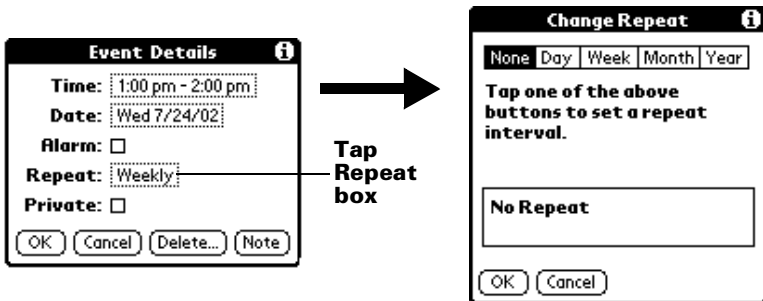 Event Details
Time: 1:00 pm - 2:00 pm
Date: Wed 7/24/02
Alarm:
Repeat: Weekly
Private:
OK Cancel Delete... Note
Tap
Repeat
box
Change Repeat
None Day Week Month Year
Tap one of the above
buttons to set a repeat
interval.
No Repeat
OK Cancel